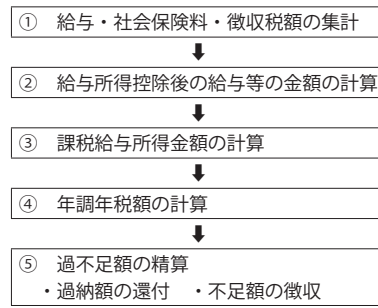 ① 給与・社会保険料・徴収税額の集計
② 給与所得控除後の給与等の金額の計算
③ 課税給与所得金額の計算
④ 年調年税額の計算
⑤ 過不足額の精算
・過納額の還付 ・不足額の徴収